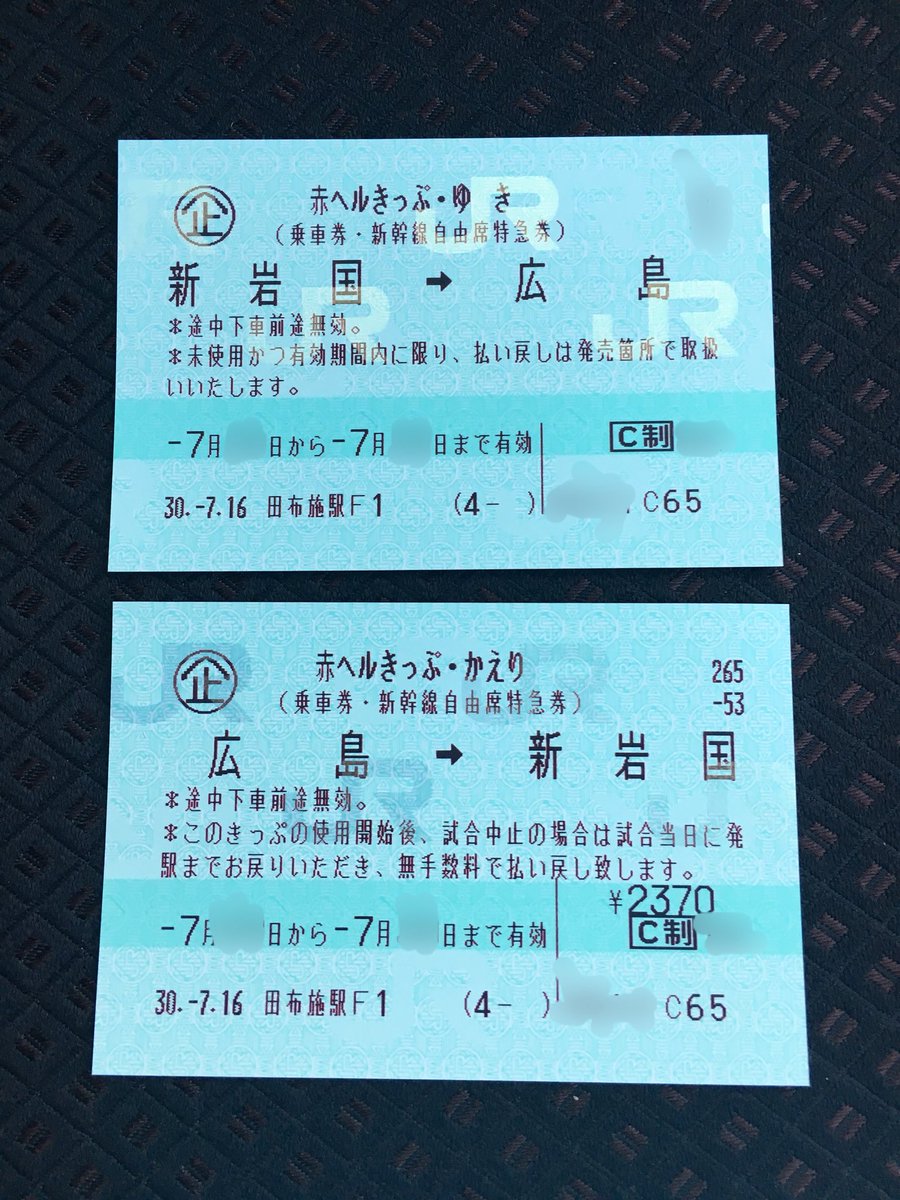 企 赤ヘルきっぷ・ゆき
（乗車券・新幹線自由席特急券）
新岩国 → 広島
＊途中下車前途無効。
＊未使用かつ有効期間内に限り、払い戻しは発売箇所で取扱
いいたします。
-7月 日から-7月 日まで有効 C制
30.-7.16 田布施駅F1 (4- ) C65
企 赤ヘルきっぷ・かえり 265
（乗車券・新幹線自由席特急券） -53
広島 → 新岩国
＊途中下車前途無効。
＊このきっぷの使用開始後、試合中止の場合は試合当日に発
駅までお戻りいただき、無手数料で払い戻し致します。
¥2370
-7月 日から-7月 日まで有効 C制
30.-7.16 田布施駅F1 (4- ) C65